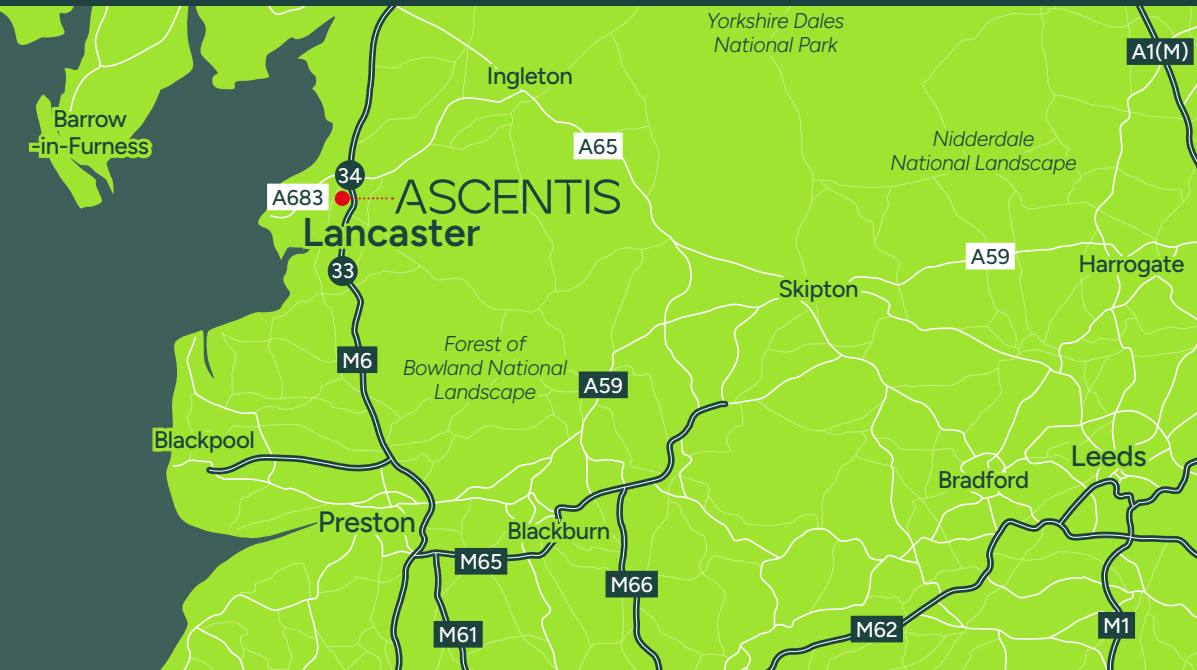 Yorkshire Dales
National Park
A1(M)
Ingleton
Barrow
-in-Furness
A65
Nidderdale
National Landscape
34
A683
ASCENTIS
Lancaster
33
A59
Harrogate
Skipton
M6
Forest of
Bowland National
Landscape
A59
Blackpool
Leeds
Bradford
Preston
Blackburn
M65
M66
M61
M62
M1